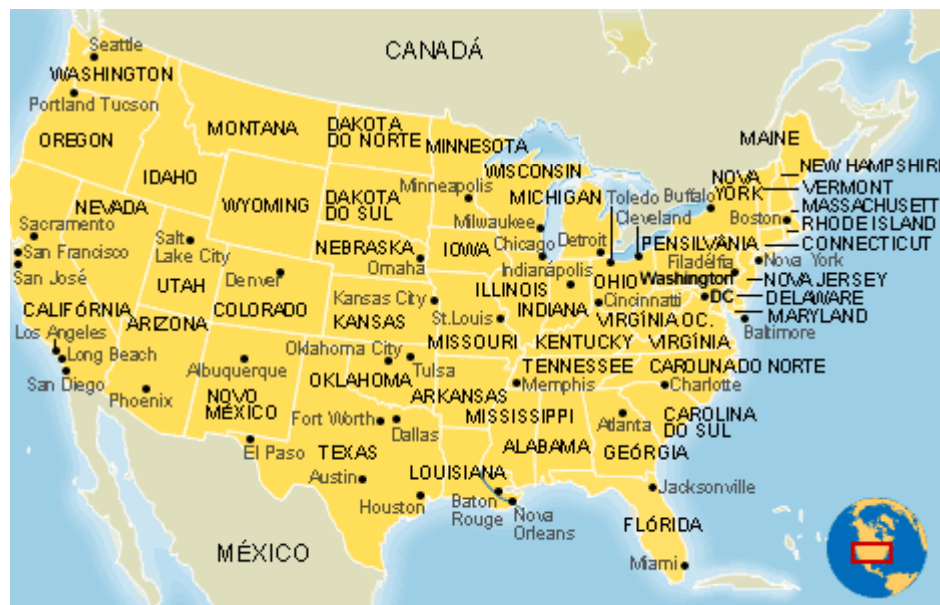 Seattle
CANADÁ
WASHINGTON
Portland Tucson
MONTANA
DAKOTA
DO NORTE
OREGON
MINNESOTA
MAINE
WISCONSIN
NEW HAMPSHIRE
IDAHO
NOVA
YORK
VERMONT
Minneapolis
MICHIGAN
Toledo
Buffalo
DAKOTA
DO SUL
WYOMING
NEVADA
MASSACHUSETT
Sacramento
Milwaukee
Cleveland
Boston
RHODE ISLAND
Salt
Lake City
San Francisco
NEBRASKA
IOWA
Chicago
Detroit
PENSILVÂNIA
CONNECTICUT
Omaha
Indianápolis
Filadélfia
Nova York
San José
UTAH
Denver
ILLINOIS
OHIO
Washington
DC
NOVA JERSEY
CALIFÓRNIA
COLORADO
Kansas City
INDIANA
Cincinnatti
DELAWARE
ARIZONA
KANSAS
St.Louis
VIRGÍNIA OC.
MARYLAND
Los Angeles
MISSOURI
KENTUCKY
VIRGÍNIA
Baltimore
Long Beach
Albuquerque
Oklahoma City
Tulsa
TENNESSEE
CAROLINA DO NORTE
San Diego
Phoenix
OKLAHOMA
Memphis
Charlotte
NOVO
MÉXICO
ARKANSAS
Fort Worth
Dallas
MISSISSIPPI
Atlanta
CAROLINA
DO SUL
El Paso
TEXAS
ALABAMA
GEÓRGIA
Austin
LOUISIANA
Houston
Baton
Rouge
Nova
Orleans
Jacksonville
FLÓRIDA
MÉXICO
Miami